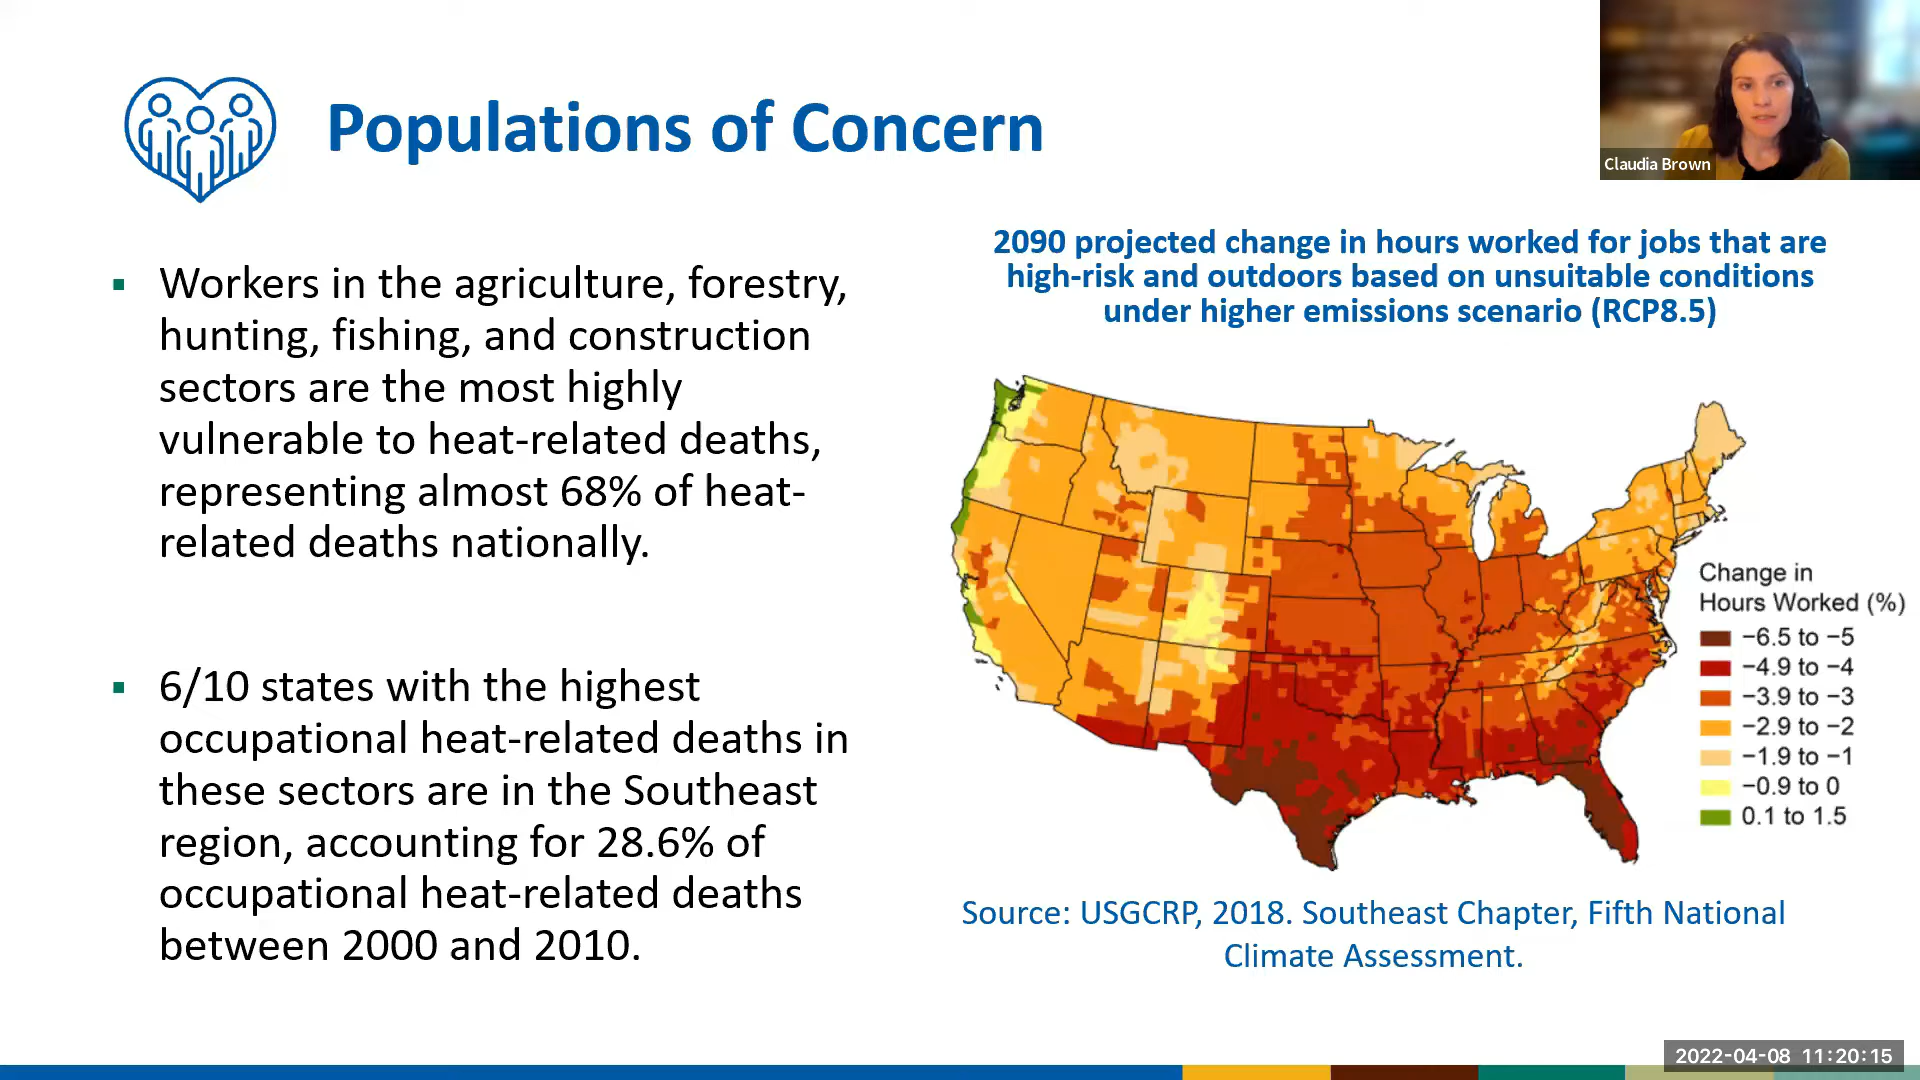 Populations of Concern
Claudia Brown
▪ Workers in the agriculture, forestry,
hunting, fishing, and construction
sectors are the most highly
vulnerable to heat-related deaths,
representing almost 68% of heat-
related deaths nationally.
▪ 6/10 states with the highest
occupational heat-related deaths in
these sectors are in the Southeast
region, accounting for 28.6% of
occupational heat-related deaths
between 2000 and 2010.
2090 projected change in hours worked for jobs that are
high-risk and outdoors based on unsuitable conditions
under higher emissions scenario (RCP8.5)
Change in
Hours Worked (%)
−6.5 to −5
−4.9 to −4
−3.9 to −3
−2.9 to −2
−1.9 to −1
−0.9 to 0
0.1 to 1.5
Source: USGCRP, 2018. Southeast Chapter, Fifth National
Climate Assessment.
2022-04-08 11:20:15